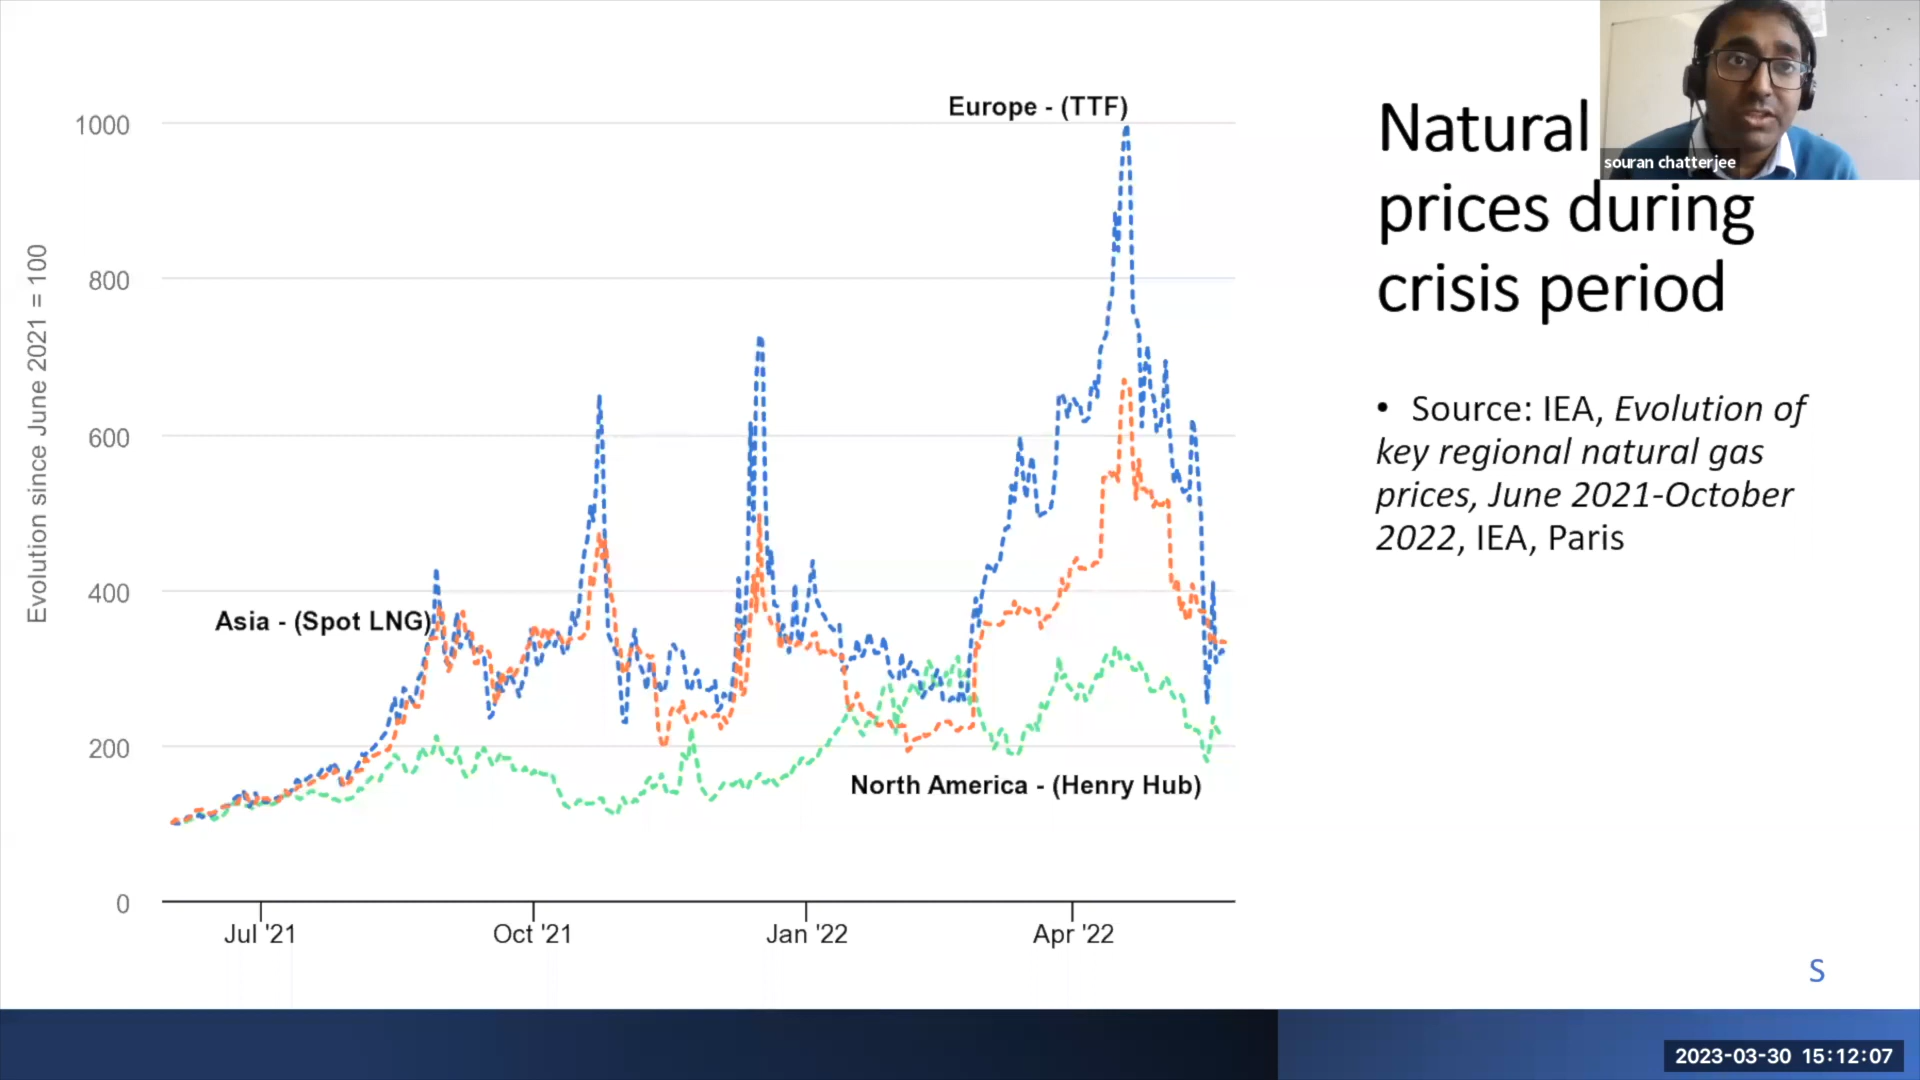 Europe - (TTF)
1000
800
600
400
200
0
Evolution since June 2021 = 100
Asia - (Spot LNG)
North America - (Henry Hub)
Jul '21
Oct '21
Jan '22
Apr '22
Natural
prices during
crisis period
• Source: IEA, Evolution of
key regional natural gas
prices, June 2021-October
2022, IEA, Paris
souran chatterjee
S
2023-03-30 15:12:07